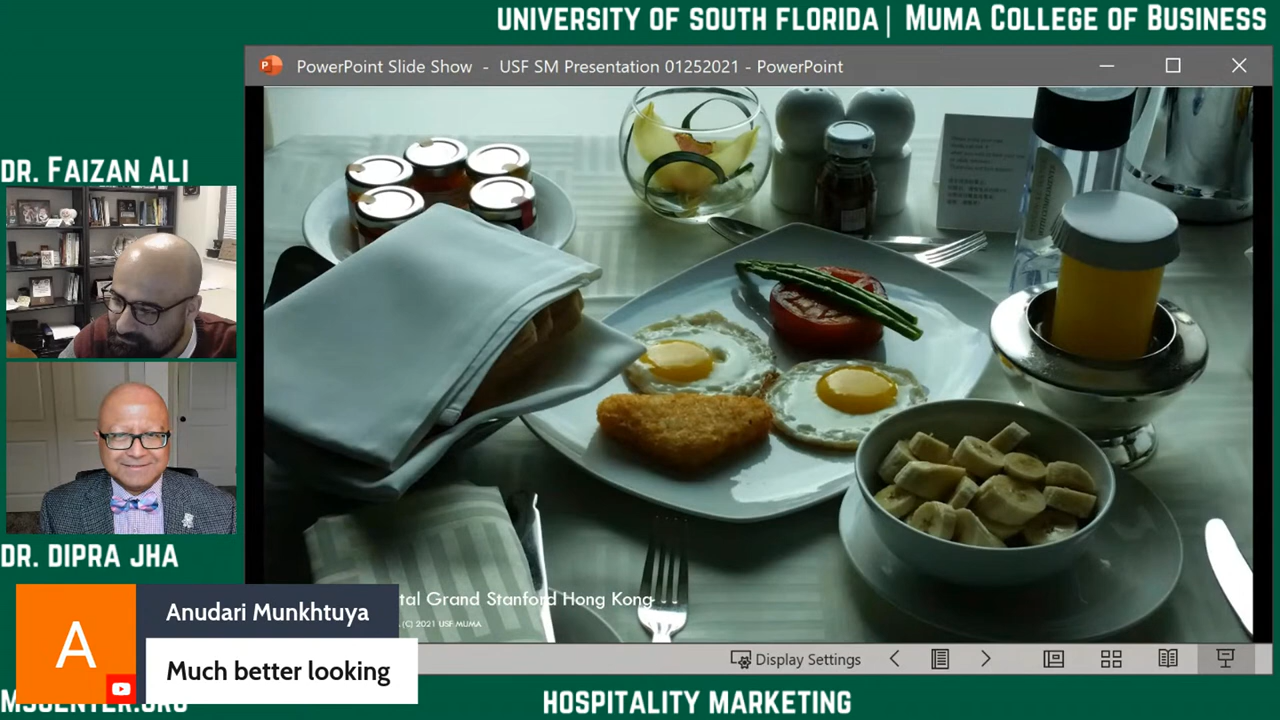 UNIVERSITY OF SOUTH FLORIDA| MUMA COLLEGE OF BUSINESS
PowerPoint Slide Show - USF SM Presentation 01252021 - PowerPoint
DR. FAIZAN ALI
DR. DIPRA JHA
tal Grand Stanford Hong Kong
(C) 2021 USF MUMA
A
Anudari Munkhtuya
Much better looking
Display Settings
HOSPITALITY MARKETING